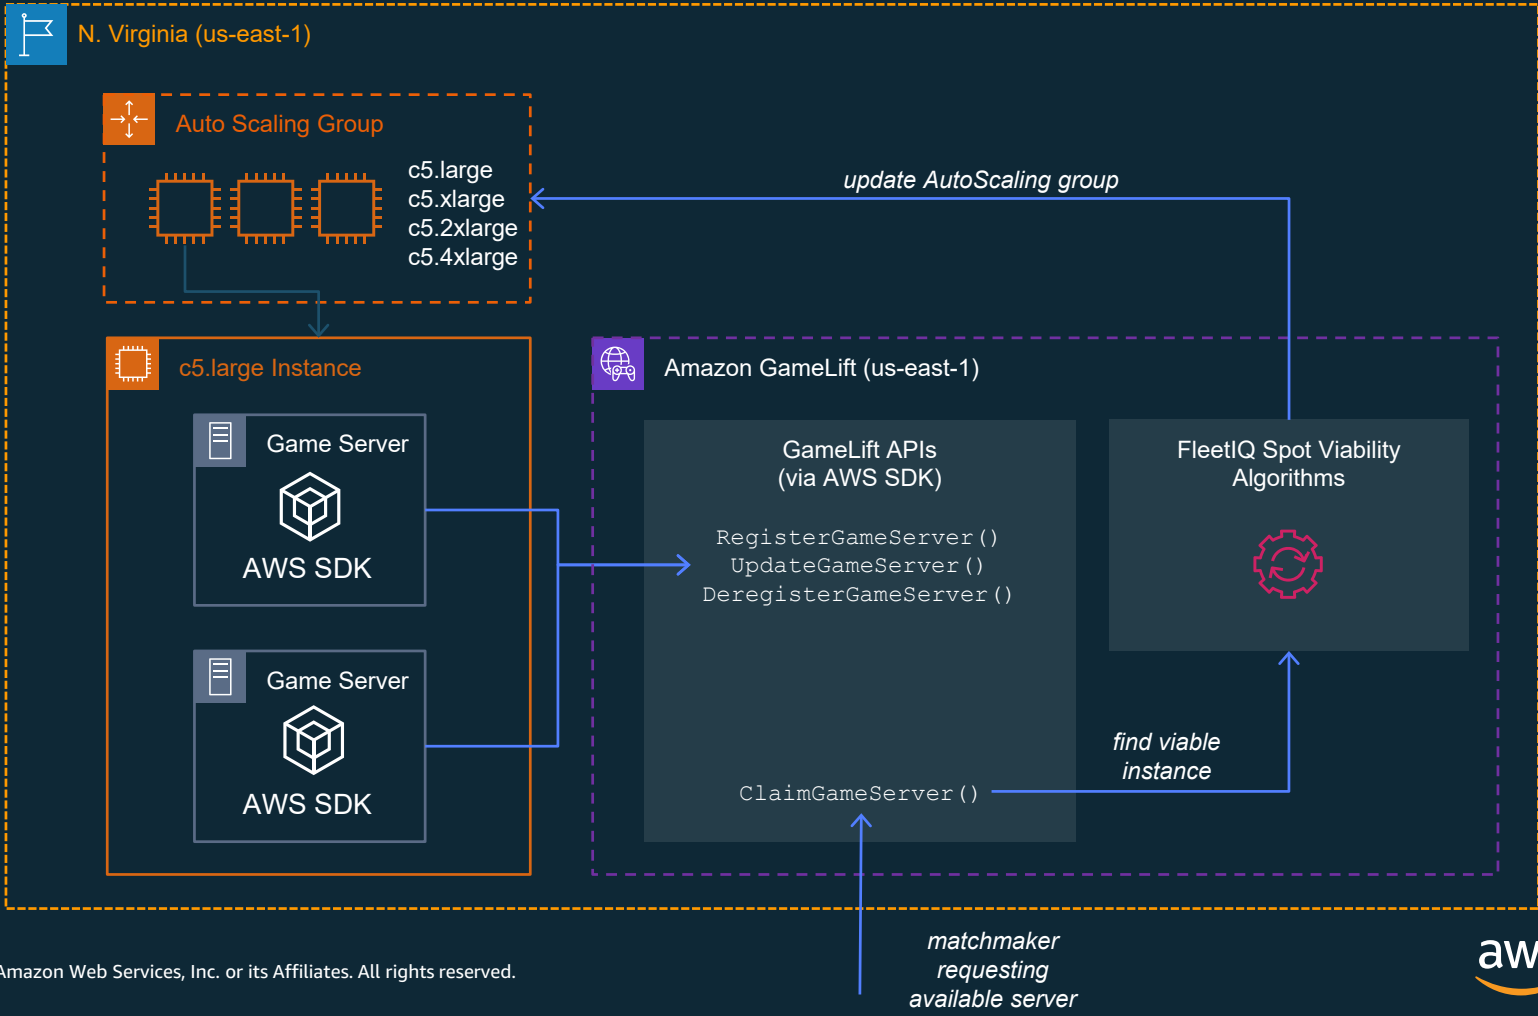 N. Virginia (us-east-1)
Auto Scaling Group
c5.large
c5.xlarge
c5.2xlarge
c5.4xlarge
update AutoScaling group
c5.large Instance
Game Server
AWS SDK
Game Server
AWS SDK
Amazon GameLift (us-east-1)
GameLift APIs
(via AWS SDK)
RegisterGameServer()
UpdateGameServer()
DeregisterGameServer()
ClaimGameServer()
FleetIQ Spot Viability
Algorithms
find viable
instance
matchmaker
requesting
available server
Amazon Web Services, Inc. or its Affiliates. All rights reserved.
aw